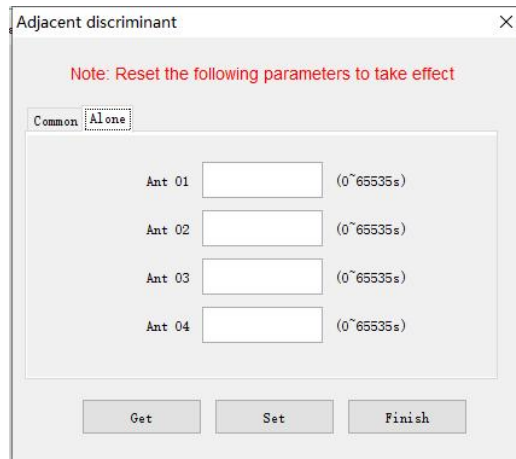 Adjacent discriminant
Note: Reset the following parameters to take effect
Common Alone
Ant 01 (0~65535s)
Ant 02 (0~65535s)
Ant 03 (0~65535s)
Ant 04 (0~65535s)
Get Set Finish